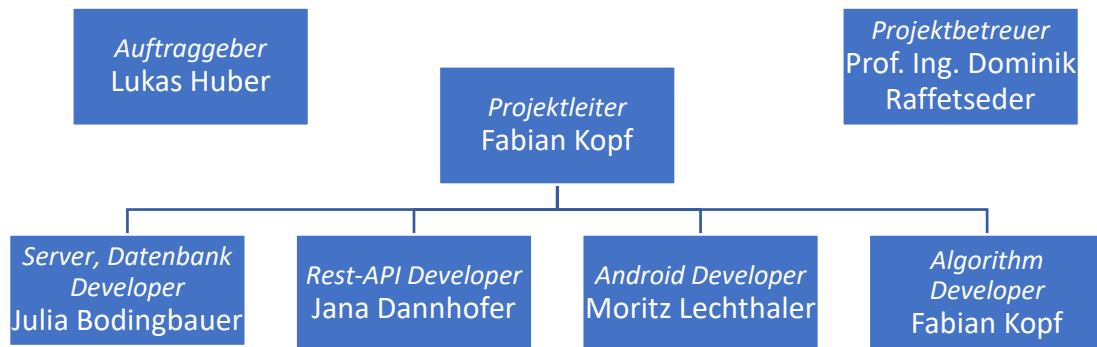 Auftraggeber
Lukas Huber
Projektbetreuer
Prof. Ing. Dominik
Raffetseder
Projektleiter
Fabian Kopf
Server, Datenbank
Developer
Julia Bodingbauer
Rest-API Developer
Jana Dannhofer
Android Developer
Moritz Lechthaler
Algorithm
Developer
Fabian Kopf